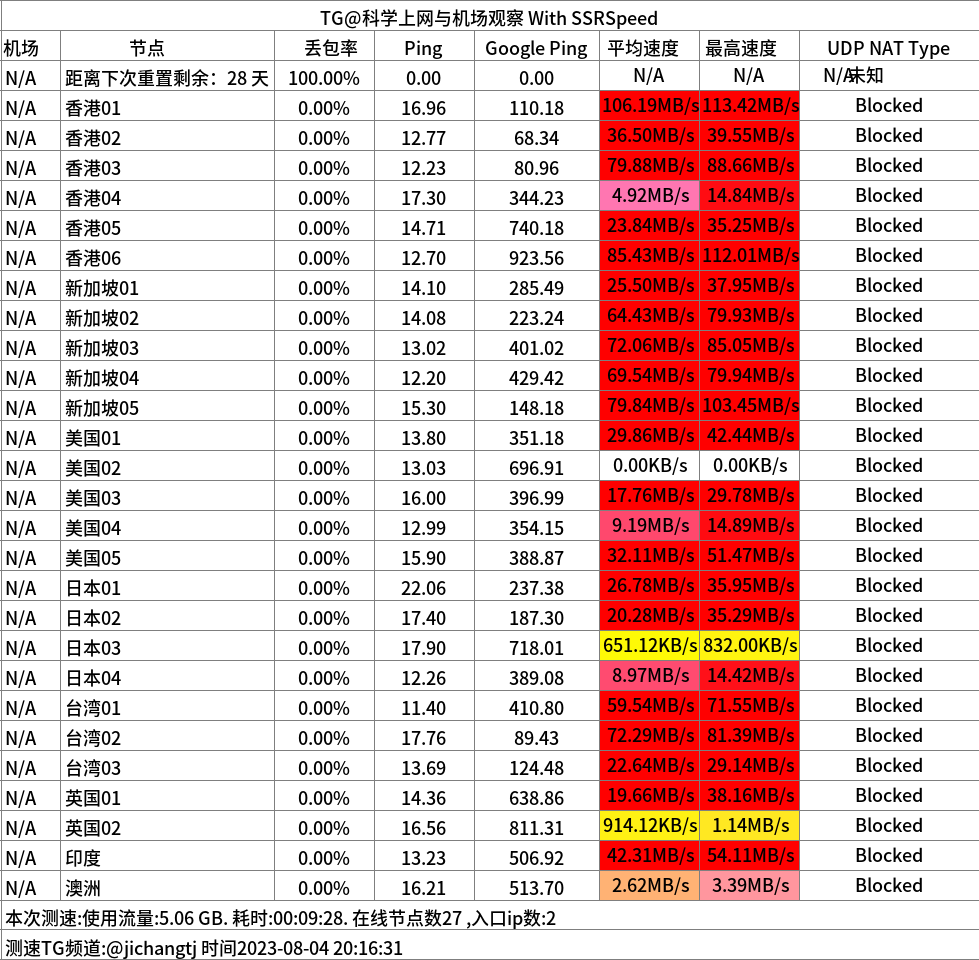 TG@科学上网与机场观察 With SSRSpeed
机场 节点 丢包率 Ping Google Ping 平均速度 最高速度 UDP NAT Type
N/A 距离下次重置剩余：28 天 100.00% 0.00 0.00 N/A N/A N/A未知
N/A 香港01 0.00% 16.96 110.18 106.19MB/s 113.42MB/s Blocked
N/A 香港02 0.00% 12.77 68.34 36.50MB/s 39.55MB/s Blocked
N/A 香港03 0.00% 12.23 80.96 79.88MB/s 88.66MB/s Blocked
N/A 香港04 0.00% 17.30 344.23 4.92MB/s 14.84MB/s Blocked
N/A 香港05 0.00% 14.71 740.18 23.84MB/s 35.25MB/s Blocked
N/A 香港06 0.00% 12.70 923.56 85.43MB/s 112.01MB/s Blocked
N/A 新加坡01 0.00% 14.10 285.49 25.50MB/s 37.95MB/s Blocked
N/A 新加坡02 0.00% 14.08 223.24 64.43MB/s 79.93MB/s Blocked
N/A 新加坡03 0.00% 13.02 401.02 72.06MB/s 85.05MB/s Blocked
N/A 新加坡04 0.00% 12.20 429.42 69.54MB/s 79.94MB/s Blocked
N/A 新加坡05 0.00% 15.30 148.18 79.84MB/s 103.45MB/s Blocked
N/A 美国01 0.00% 13.80 351.18 29.86MB/s 42.44MB/s Blocked
N/A 美国02 0.00% 13.03 696.91 0.00KB/s 0.00KB/s Blocked
N/A 美国03 0.00% 16.00 396.99 17.76MB/s 29.78MB/s Blocked
N/A 美国04 0.00% 12.99 354.15 9.19MB/s 14.89MB/s Blocked
N/A 美国05 0.00% 15.90 388.87 32.11MB/s 51.47MB/s Blocked
N/A 日本01 0.00% 22.06 237.38 26.78MB/s 35.95MB/s Blocked
N/A 日本02 0.00% 17.40 187.30 20.28MB/s 35.29MB/s Blocked
N/A 日本03 0.00% 17.90 718.01 651.12KB/s 832.00KB/s Blocked
N/A 日本04 0.00% 12.26 389.08 8.97MB/s 14.42MB/s Blocked
N/A 台湾01 0.00% 11.40 410.80 59.54MB/s 71.55MB/s Blocked
N/A 台湾02 0.00% 17.76 89.43 72.29MB/s 81.39MB/s Blocked
N/A 台湾03 0.00% 13.69 124.48 22.64MB/s 29.14MB/s Blocked
N/A 英国01 0.00% 14.36 638.86 19.66MB/s 38.16MB/s Blocked
N/A 英国02 0.00% 16.56 811.31 914.12KB/s 1.14MB/s Blocked
N/A 印度 0.00% 13.23 506.92 42.31MB/s 54.11MB/s Blocked
N/A 澳洲 0.00% 16.21 513.70 2.62MB/s 3.39MB/s Blocked
本次测速:使用流量:5.06 GB. 耗时:00:09:28. 在线节点数27 ,入口ip数:2
测速TG频道:@jichangtj 时间2023-08-04 20:16:31